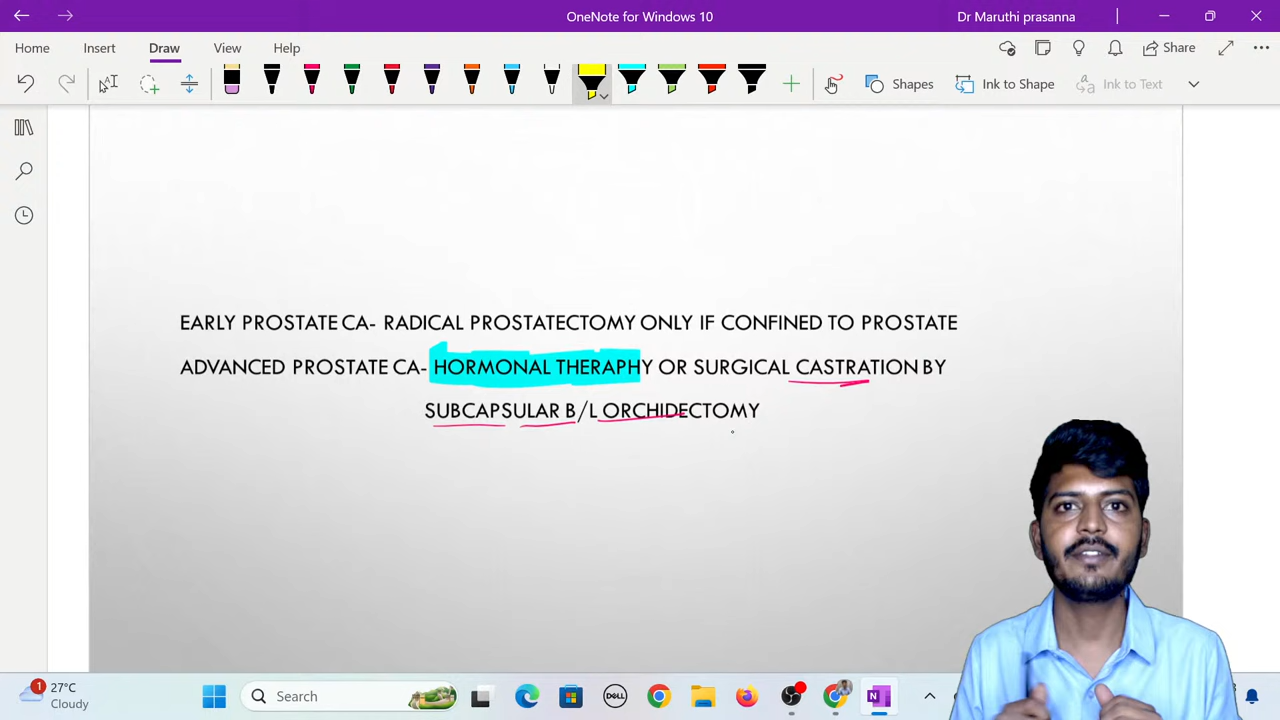 OneNote for Windows 10
Dr Maruthi prasanna
Home Insert Draw View Help
Share
Shapes
Ink to Shape
Ink to Text
EARLY PROSTATE CA- RADICAL PROSTATECTOMY ONLY IF CONFINED TO PROSTATE
ADVANCED PROSTATE CA- HORMONAL THERAPHY OR SURGICAL CASTRATION BY
SUBCAPSULAR B/L ORCHIDECTOMY
1
27°C
Cloudy
Search
DELL